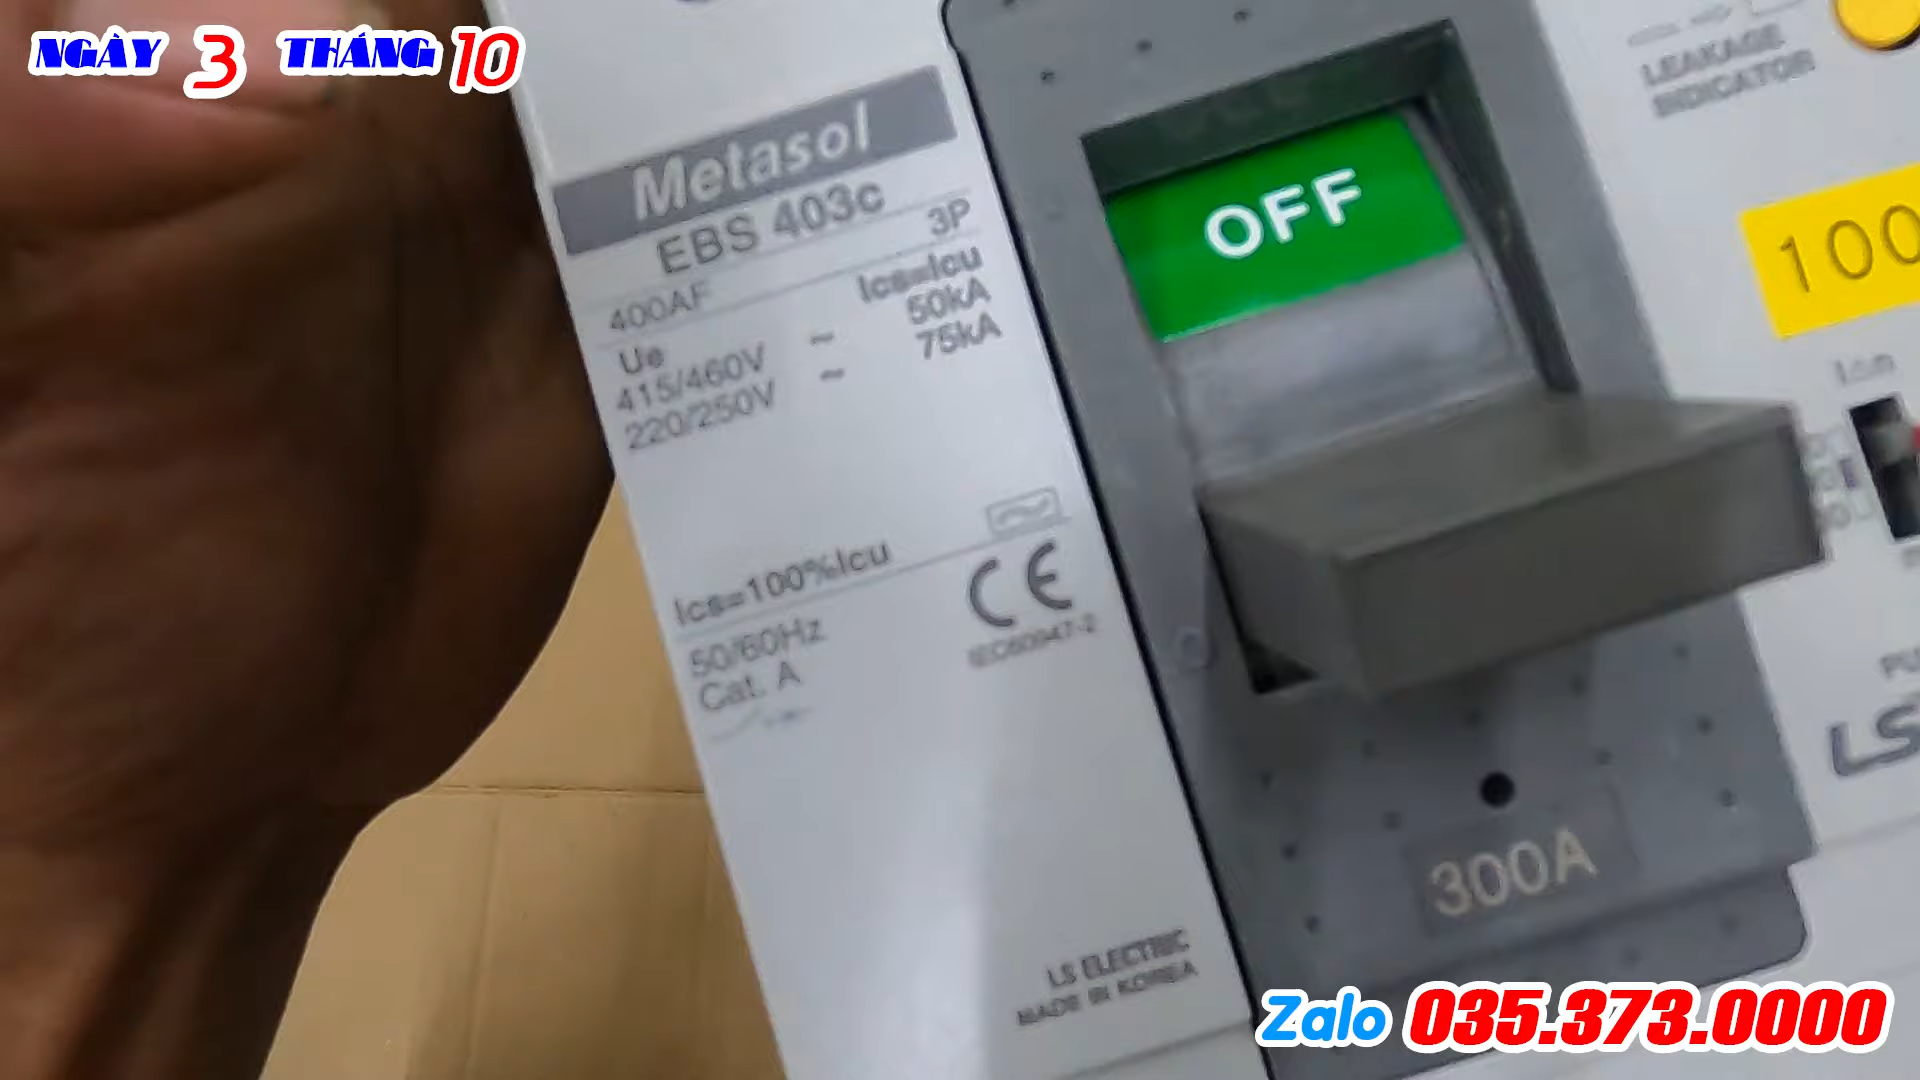 NGÀY 3 THÁNG 10
Metasol
EBS 403c
400AF 3P
Ue Ics=Icu
415/460V ~ 50kA
220/250V ~ 75kA
Ics=100%Icu
50/60Hz
Cat. A
CE
IEC60947-2
LS ELECTRIC
MADE IN KOREA
OFF
300A
LEAKAGE
INDICATOR
100
LS
Zalo 035.373.0000